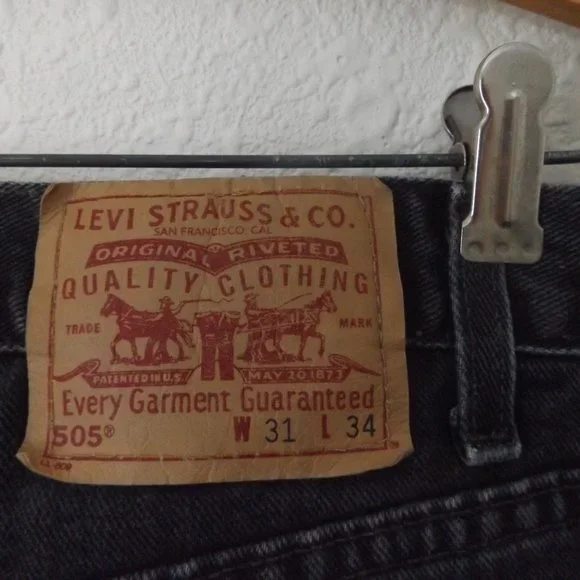 LEVI STRAUSS & CO.
SAN FRANCISCO, CAL
ORIGINAL RIVETED
QUALITY CLOTHING
TRADE MARK
PATENTED IN U.S. MAY 20 1873
Every Garment Guaranteed
505® W 31 L 34